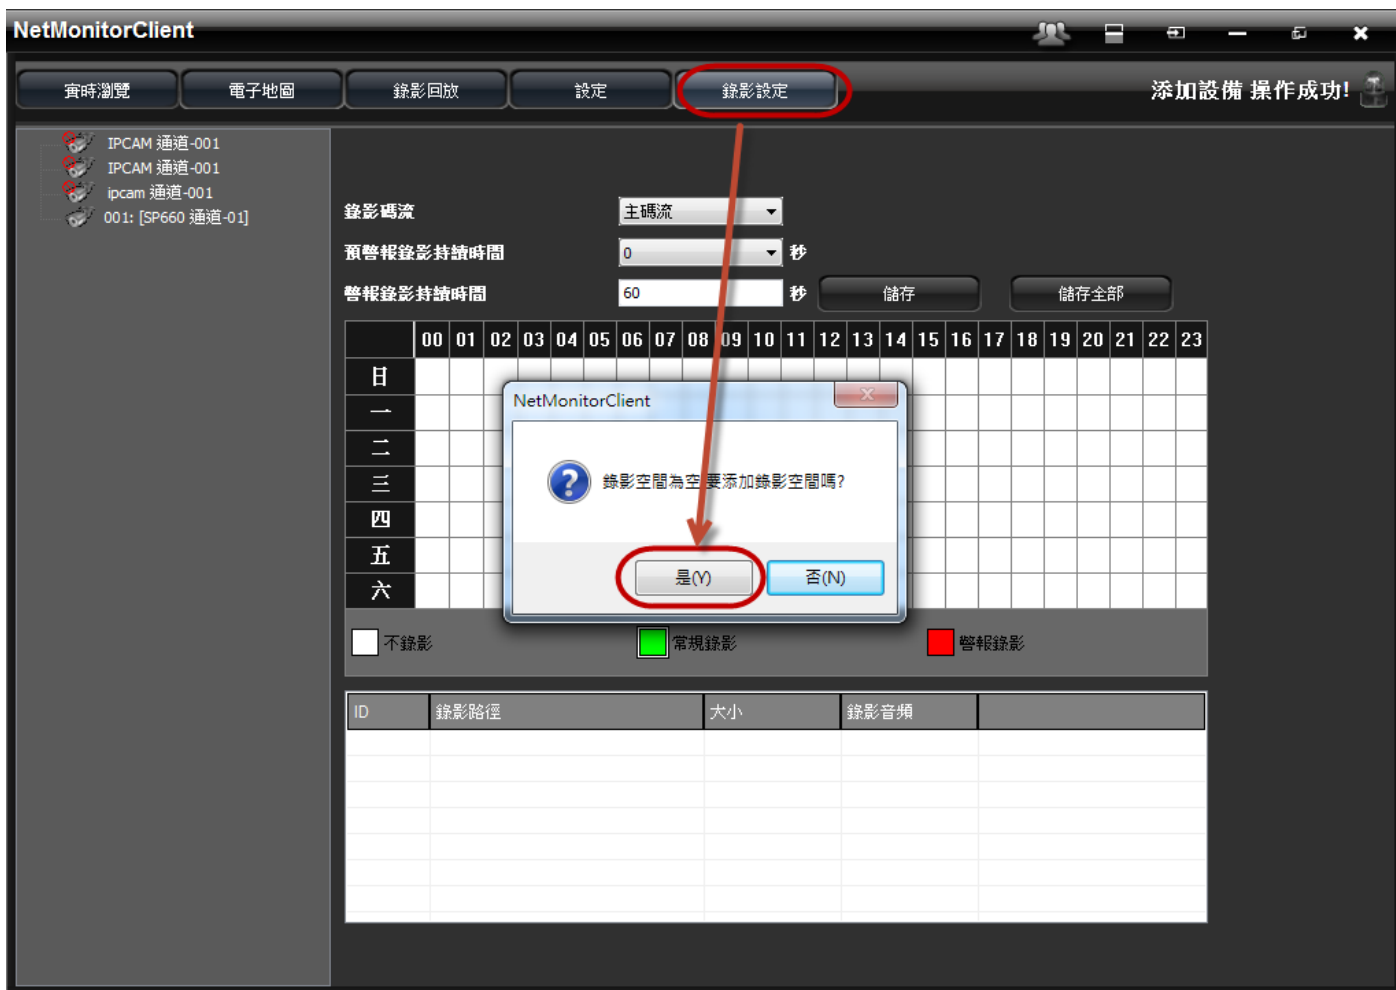 NetMonitorClient
實時瀏覽 電子地圖 錄影回放 設定 錄影設定 添加設備 操作成功!
IPCAM 通道-001
IPCAM 通道-001
ipcam 通道-001
001: [SP660 通道-01]
錄影碼流 主碼流
預警報錄影持續時間 0 秒
警報錄影持續時間 60 秒 儲存 儲存全部
00 01 02 03 04 05 06 07 08 09 10 11 12 13 14 15 16 17 18 19 20 21 22 23
日
一
二
三
四
五
六
NetMonitorClient
錄影空間為空 要添加錄影空間嗎?
是(Y) 否(N)
不錄影 常規錄影 警報錄影
ID 錄影路徑 大小 錄影音頻